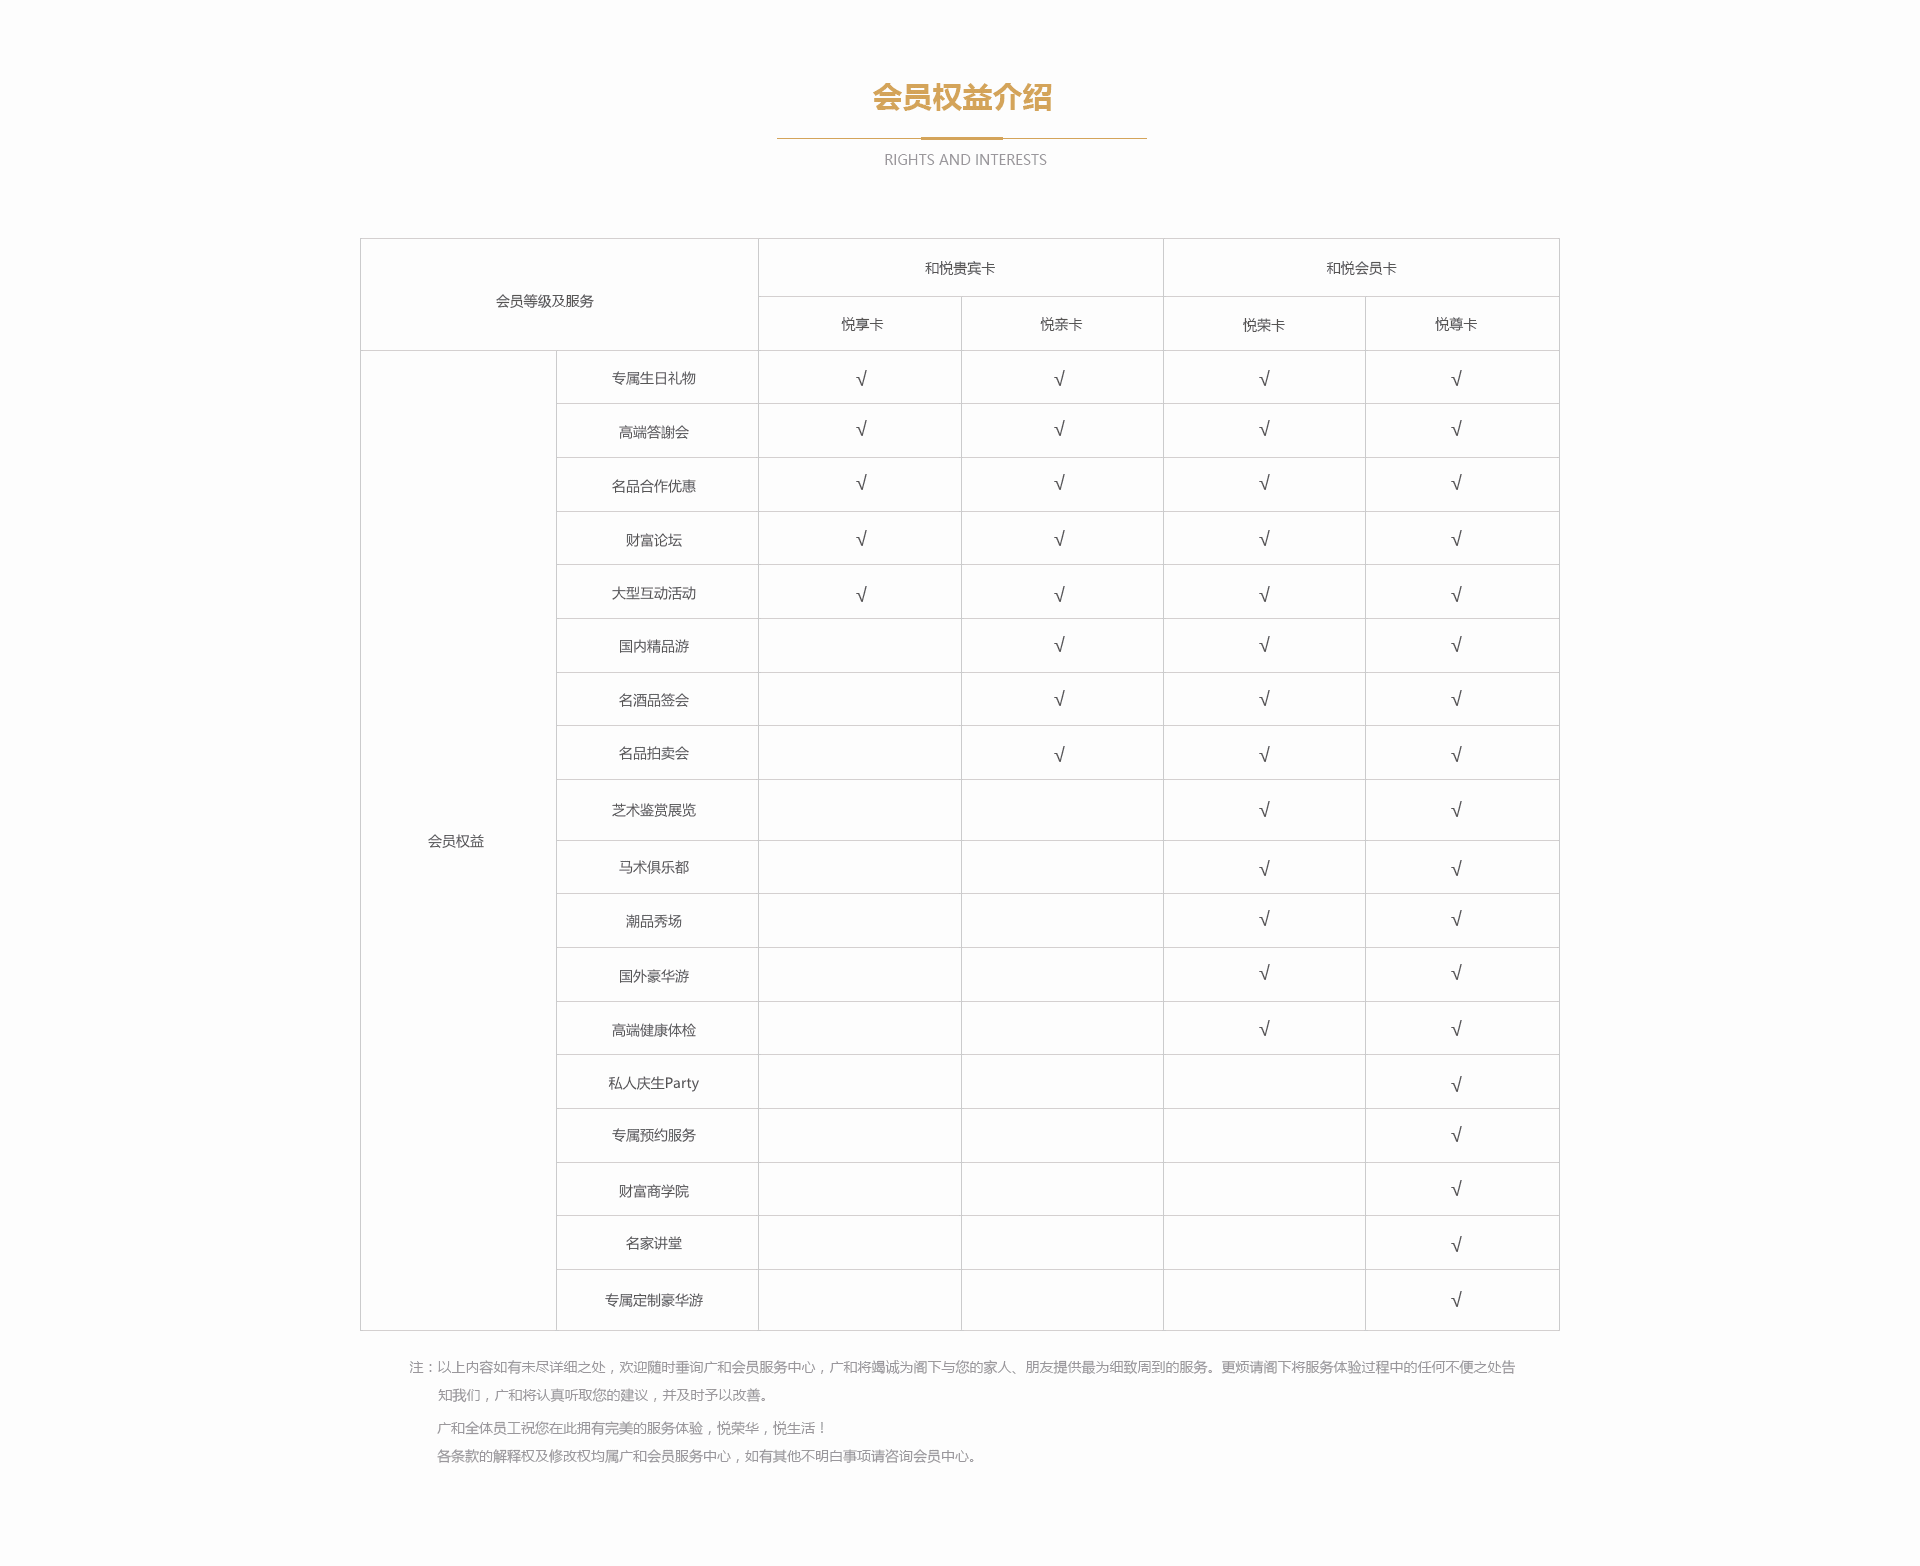 会员权益介绍
RIGHTS AND INTERESTS
会员等级及服务
和悦贵宾卡
和悦会员卡
悦享卡
悦亲卡
悦荣卡
悦尊卡
会员权益
专属生日礼物 √ √ √ √
高端答謝会 √ √ √ √
名品合作优惠 √ √ √ √
财富论坛 √ √ √ √
大型互动活动 √ √ √ √
国内精品游 √ √ √
名酒品签会 √ √ √
名品拍卖会 √ √ √
芝术鉴赏展览 √ √
马术俱乐都 √ √
潮品秀场 √ √
国外豪华游 √ √
高端健康体检 √ √
私人庆生Party √
专属预约服务 √
财富商学院 √
名家讲堂 √
专属定制豪华游 √
注：以上内容如有未尽详细之处，欢迎随时垂询广和会员服务中心，广和将竭诚为阁下与您的家人、朋友提供最为细致周到的服务。更烦请阁下将服务体验过程中的任何不便之处告
知我们，广和将认真听取您的建议，并及时予以改善。
广和全体员工祝您在此拥有完美的服务体验，悦荣华，悦生活！
各条款的解释权及修改权均属广和会员服务中心，如有其他不明白事项请咨询会员中心。